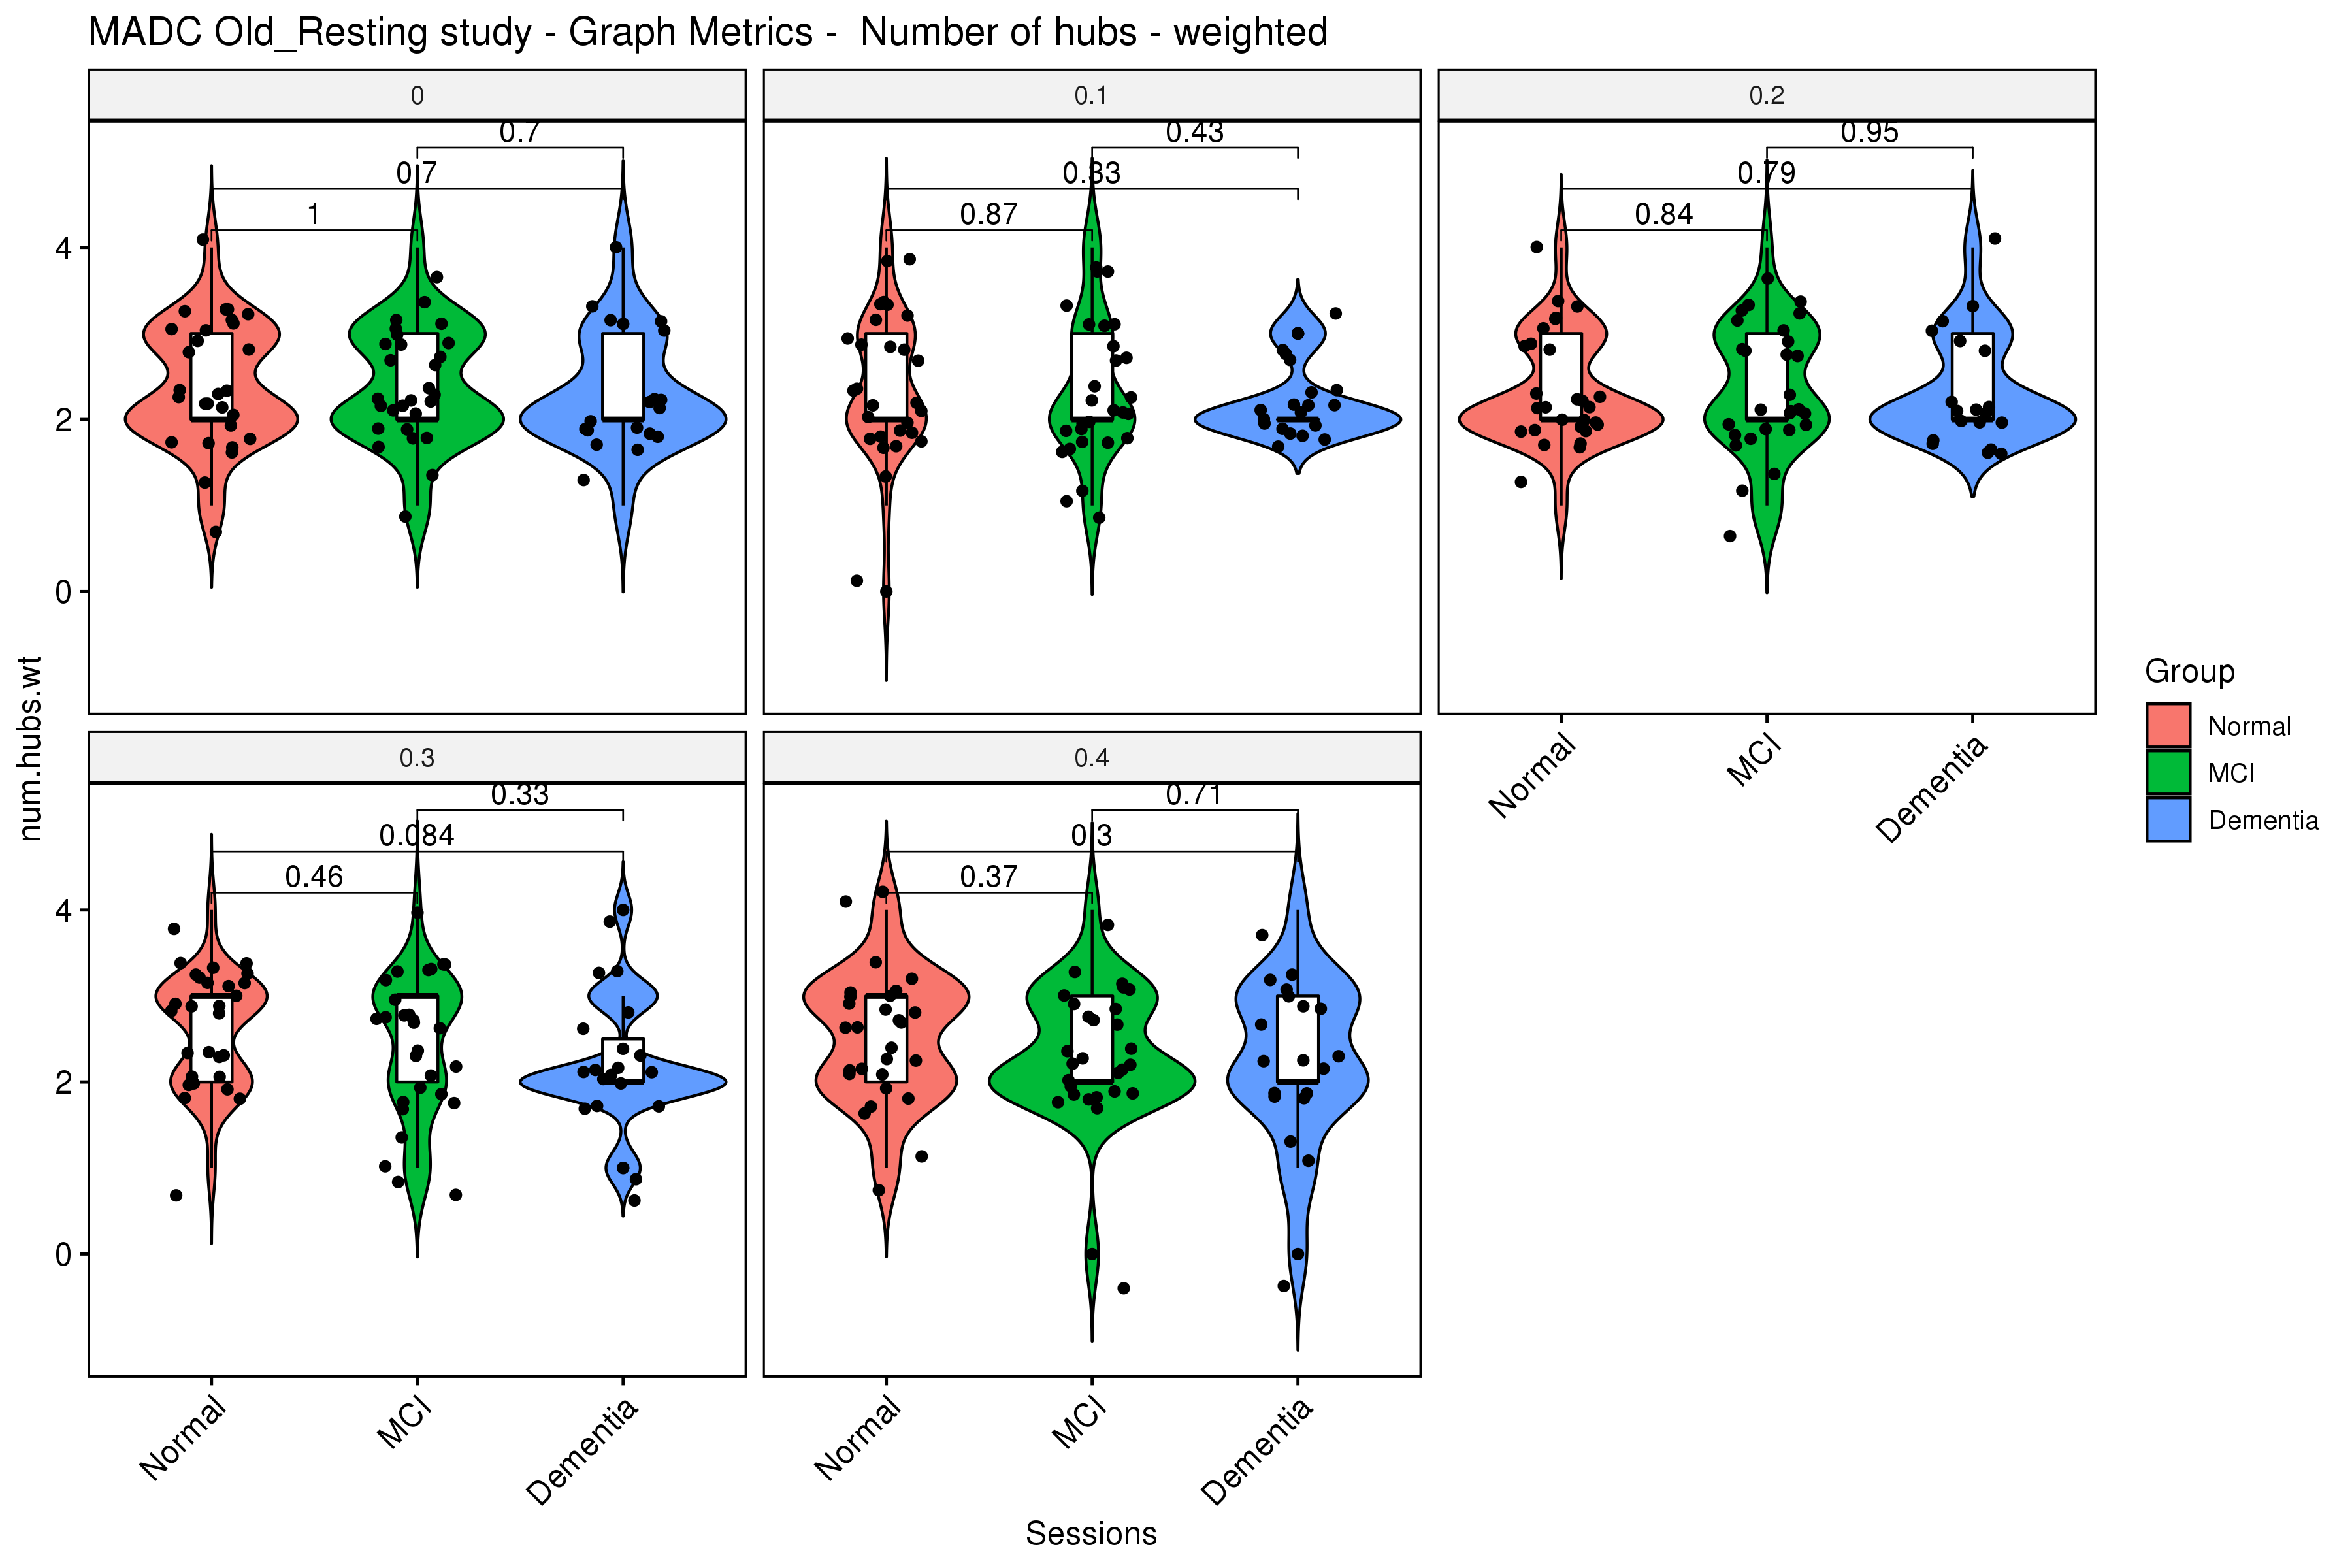 MADC Old_Resting study - Graph Metrics -  Number of hubs - weighted
0
0.1
0.2
0.7
0.7
1
0.43
0.33
0.87
0.95
0.79
0.84
4
2
0
num.hubs.wt
Normal
MCI
Dementia
Group
Normal
MCI
Dementia
0.3
0.4
0.33
0.084
0.46
0.71
0.3
0.37
4
2
0
Normal
MCI
Dementia
Normal
MCI
Dementia
Sessions